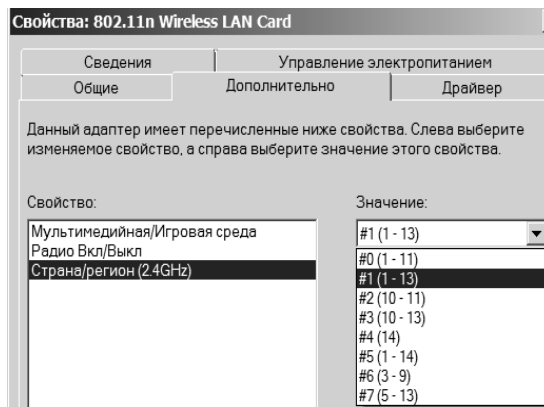 Свойства: 802.11n Wireless LAN Card
Сведения
Управление электропитанием
Общие
Дополнительно
Драйвер
Данный адаптер имеет перечисленные ниже свойства. Слева выберите
изменяемое свойство, а справа выберите значение этого свойства.
Свойство:
Мультимедийная/Игровая среда
Радио Вкл/Выкл
Страна/регион (2.4GHz)
Значение:
#1 (1 - 13)
#0 (1 - 11)
#1 (1 - 13)
#2 (10 - 11)
#3 (10 - 13)
#4 (14)
#5 (1 - 14)
#6 (3 - 9)
#7 (5 - 13)